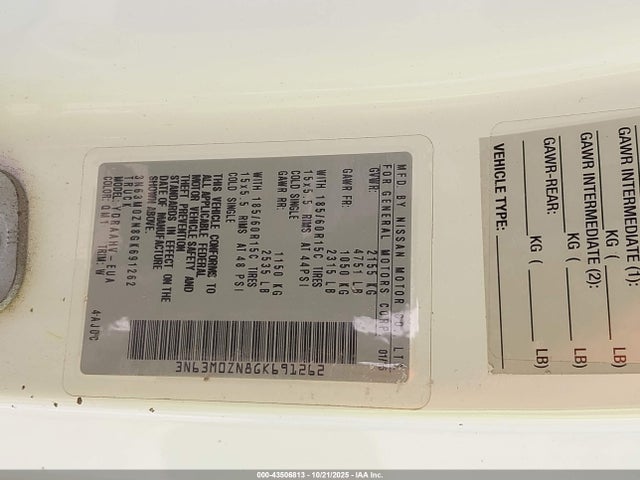 MFD BY NISSAN MOTOR CO., LTD.
FOR GENERAL MOTORS CORP.
GVWR: 2155 KG
4751 LB
GAWR FR: 1050 KG
2315 LB
WITH 185/60R15C TIRES
15x5.5 RIMS AT 44PSI
COLD SINGLE
GAWR RR: 1150 KG
2535 LB
WITH 185/60R15C TIRES
15x5.5 RIMS AT 48 PSI
COLD SINGLE
THIS VEHICLE CONFORMS TO
ALL APPLICABLE FEDERAL
MOTOR VEHICLE SAFETY AND
THEFT PREVENTION
STANDARDS IN EFFECT ON THE
DATE OF MANUFACTURE
SHOWN ABOVE.
3N63M0ZN8GK691262
COLOR: QM1 TRIM: W
3N63M0ZN8GK691262
GAWR INTERMEDIATE (1):
KG ( LB)
GAWR INTERMEDIATE (2):
KG ( LB)
GAWR-REAR:
KG ( LB)
VEHICLE TYPE:
000-43506813 - 10/21/2025 - IAA Inc.